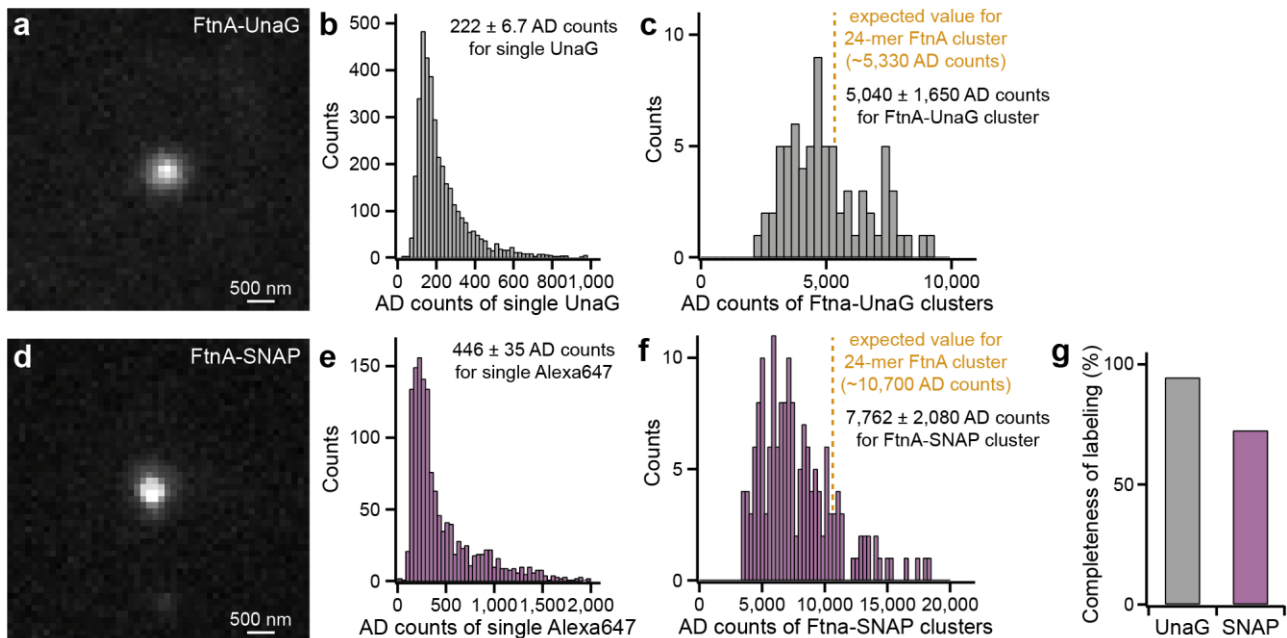 a
FtnA-UnaG
500 nm
b
222 ± 6.7 AD counts
for single UnaG
Counts
500
400
300
200
100
0
0 200 400 600 800 1,000
AD counts of single UnaG
c
expected value for
24-mer FtnA cluster
(~5,330 AD counts)
5,040 ± 1,650 AD counts
for FtnA-UnaG cluster
Counts
10
5
0
0 5,000 10,000
AD counts of Ftna-UnaG clusters
d
FtnA-SNAP
500 nm
e
446 ± 35 AD counts
for single Alexa647
Counts
150
100
50
0
0 500 1,000 1,500 2,000
AD counts of single Alexa647
f
expected value for
24-mer FtnA cluster
(~10,700 AD counts)
7,762 ± 2,080 AD counts
for FtnA-SNAP cluster
Counts
10
5
0
0 5,000 10,000 15,000 20,000
AD counts of Ftna-SNAP clusters
g
Completeness of labeling (%)
100
50
0
UnaG SNAP